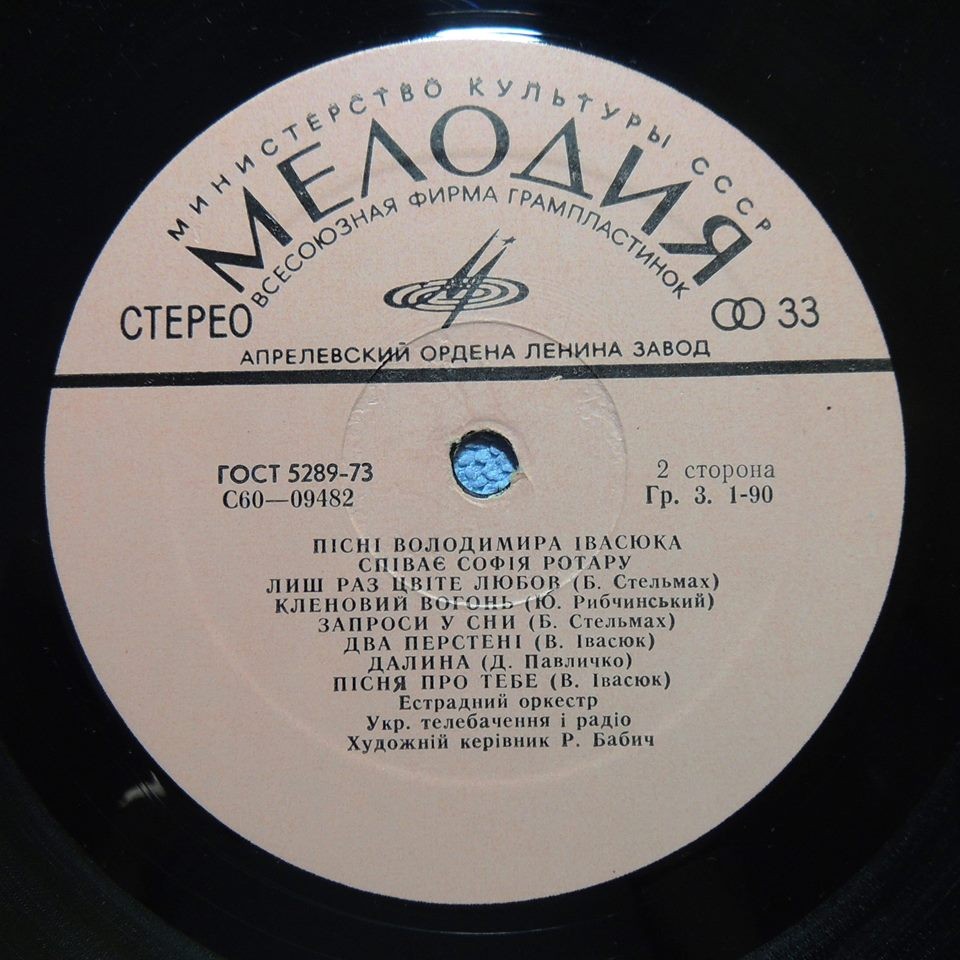 МИНИСТЕРСТВО КУЛЬТУРЫ СССР
МЕЛОДИЯ
ВСЕСОЮЗНАЯ ФИРМА ГРАМПЛАСТИНОК
СТЕРЕО
33
АПРЕЛЕВСКИЙ ОРДЕНА ЛЕНИНА ЗАВОД
ГОСТ 5289-73
2 сторона
С60—09482
Гр. 3. 1-90
ПІСНІ ВОЛОДИМИРА ІВАСЮКА
СПІВАЄ СОФІЯ РОТАРУ
ЛИШ РАЗ ЦВІТЕ ЛЮБОВ (Б. Стельмах)
КЛЕНОВИЙ ВОГОНЬ (Ю. Рибчинський)
ЗАПРОСИ У СНИ (Б. Стельмах)
ДВА ПЕРСТЕНІ (В. Івасюк)
ДАЛИНА (Д. Павличко)
ПІСНЯ ПРО ТЕБЕ (В. Івасюк)
Естрадний оркестр
Укр. телебачення і радіо
Художній керівник Р. Бабич